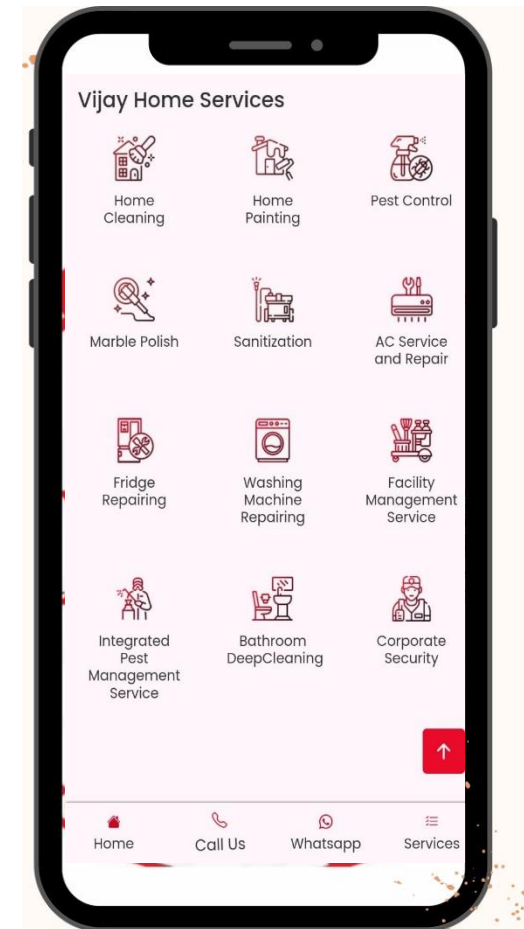 Vijay Home Services
Home
Cleaning
Home
Painting
Pest Control
Marble Polish
Sanitization
AC Service
and Repair
Fridge
Repairing
Washing
Machine
Repairing
Facility
Management
Service
Integrated
Pest
Management
Service
Bathroom
DeepCleaning
Corporate
Security
Home
Call Us
Whatsapp
Services